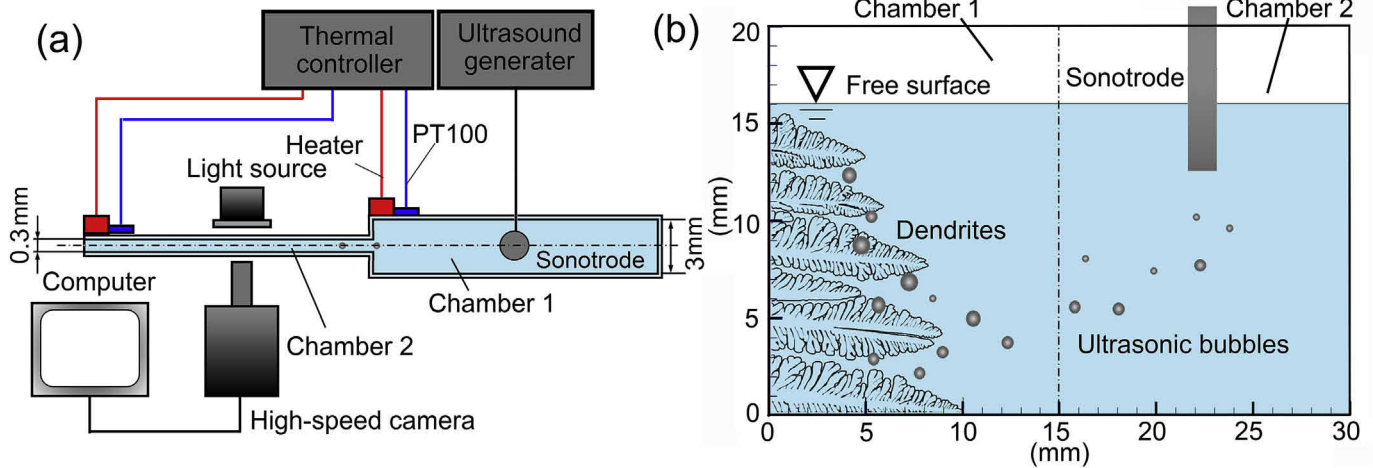 (a)
Thermal
controller
Ultrasound
generater
Heater
PT100
Light source
0.3mm
3mm
Sonotrode
Computer
Chamber 1
Chamber 2
High-speed camera
(b)
Chamber 1
Chamber 2
20
15
10
5
0
(mm)
Free surface
Sonotrode
Dendrites
Ultrasonic bubbles
0
5
10
15
20
25
30
(mm)